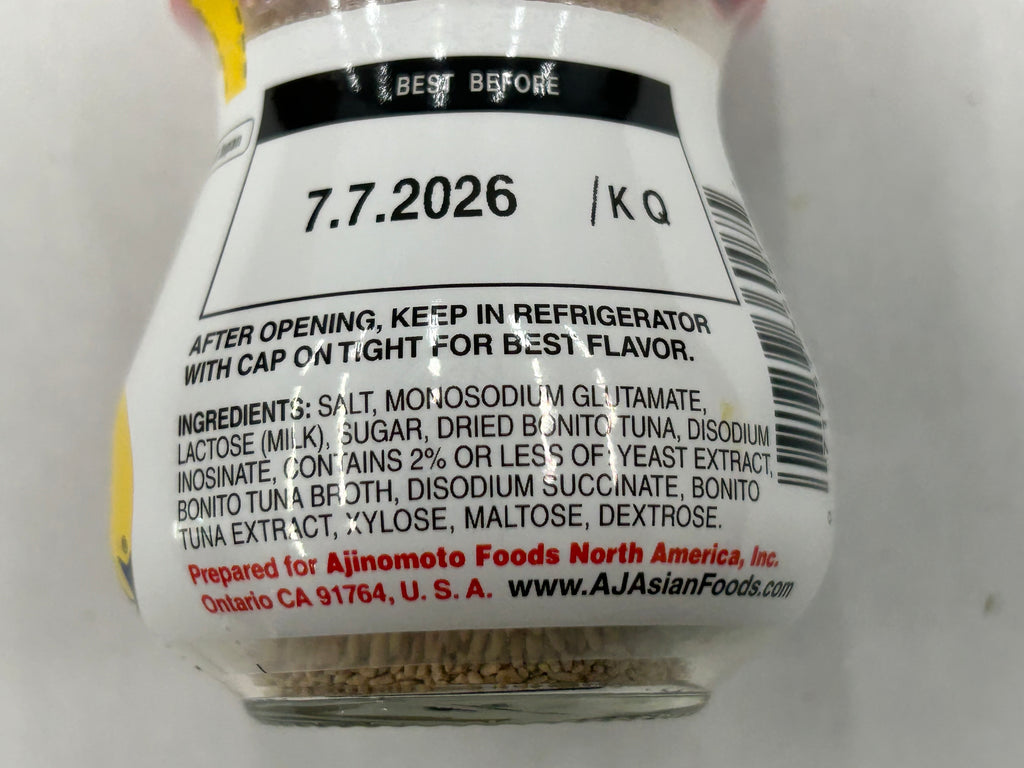 BEST BEFORE
7.7.2026 /KQ
AFTER OPENING, KEEP IN REFRIGERATOR
WITH CAP ON TIGHT FOR BEST FLAVOR.
INGREDIENTS: SALT, MONOSODIUM GLUTAMATE,
LACTOSE (MILK), SUGAR, DRIED BONITO TUNA, DISODIUM
INOSINATE, CONTAINS 2% OR LESS OF: YEAST EXTRACT,
BONITO TUNA BROTH, DISODIUM SUCCINATE, BONITO
TUNA EXTRACT, XYLOSE, MALTOSE, DEXTROSE.
Prepared for Ajinomoto Foods North America, Inc.
Ontario CA 91764, U. S. A. www.AJAsianFoods.com